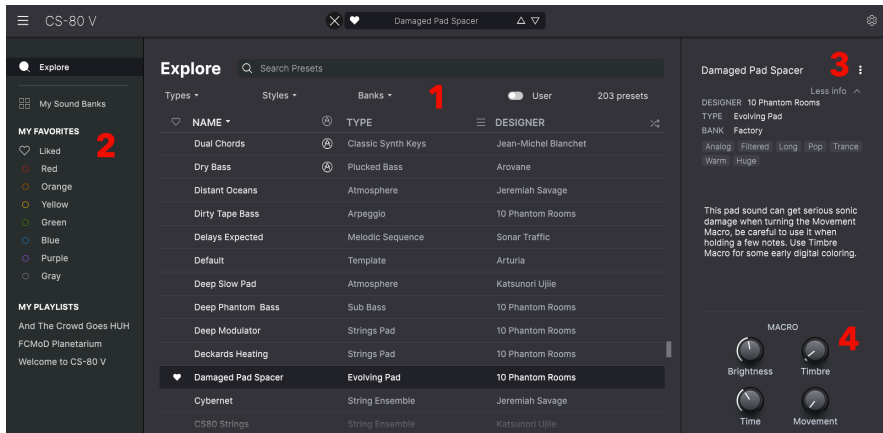 CS-80 V
Damaged Pad Spacer
Explore
My Sound Banks
MY FAVORITES
2
Liked
Red
Orange
Yellow
Green
Blue
Purple
Gray
MY PLAYLISTS
And The Crowd Goes HUH
FCMoD Planetarium
Welcome to CS-80 V
Explore Search Presets
Types Styles Banks 1 User 203 presets
NAME TYPE DESIGNER
Dual Chords Classic Synth Keys Jean-Michel Blanchet
Dry Bass Plucked Bass Arovane
Distant Oceans Atmosphere Jeremiah Savage
Dirty Tape Bass Arpeggio 10 Phantom Rooms
Delays Expected Melodic Sequence Sonar Traffic
Default Template Arturia
Deep Slow Pad Atmosphere Katsunori Ujiie
Deep Phantom Bass Sub Bass 10 Phantom Rooms
Deep Modulator Strings Pad 10 Phantom Rooms
Deckards Heating Strings Pad 10 Phantom Rooms
Damaged Pad Spacer Evolving Pad 10 Phantom Rooms
Cybernet String Ensemble Jeremiah Savage
CS80 Strings String Ensemble Katsunori Ujiie
Damaged Pad Spacer 3
Less info
DESIGNER 10 Phantom Rooms
TYPE Evolving Pad
BANK Factory
Analog Filtered Long Pop Trance
Warm Huge
This pad sound can get serious sonic
damage when turning the Movement
Macro, be careful to use it when
holding a few notes. Use Timbre
Macro for some early digital coloring.
MACRO
4
Brightness Timbre
Time Movement